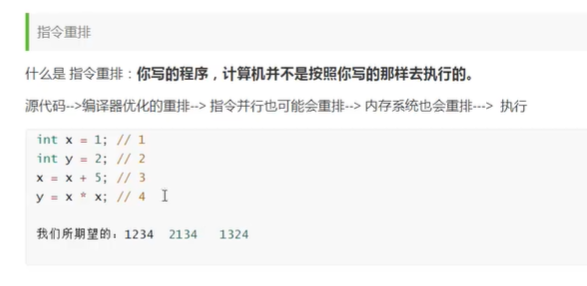 指令重排
什么是 指令重排：你写的程序，计算机并不是按照你写的那样去执行的。
源代码-->编译器优化的重排--> 指令并行也可能会重排--> 内存系统也会重排---> 执行
int x = 1; // 1
int y = 2; // 2
x = x + 5; // 3
y = x * x; // 4
我们所期望的：1234  2134   1324